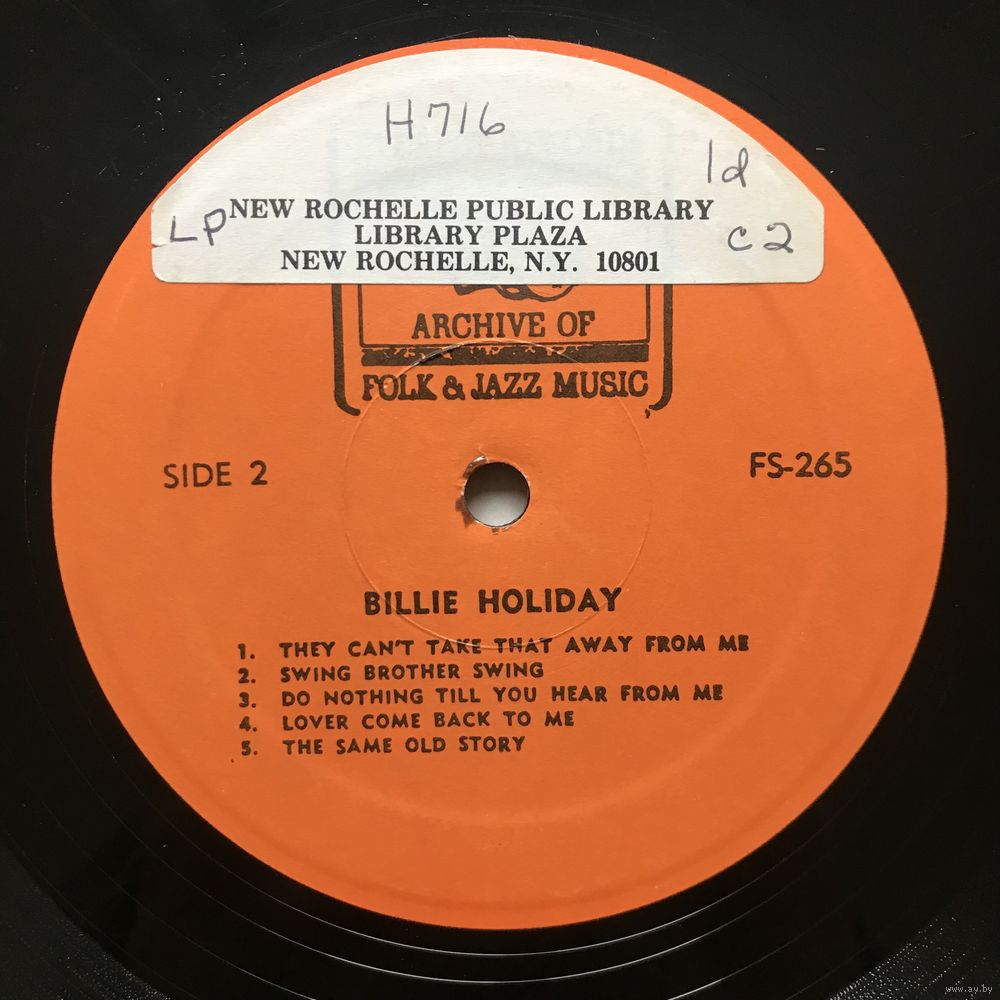 H716
1d
LP
NEW ROCHELLE PUBLIC LIBRARY
LIBRARY PLAZA
c2
NEW ROCHELLE, N.Y. 10801
ARCHIVE OF
FOLK & JAZZ MUSIC
SIDE 2
FS-265
BILLIE HOLIDAY
1. THEY CAN'T TAKE THAT AWAY FROM ME
2. SWING BROTHER SWING
3. DO NOTHING TILL YOU HEAR FROM ME
4. LOVER COME BACK TO ME
5. THE SAME OLD STORY
www.ay.by